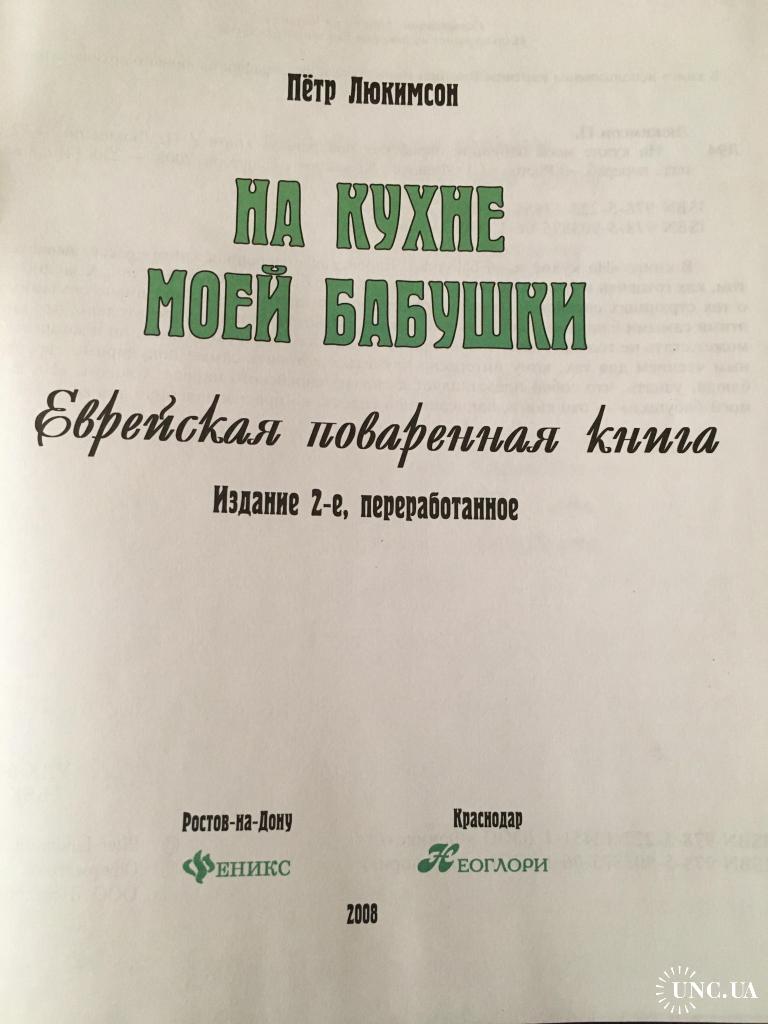 Пётр Люкимсон
НА КУХНЕ
МОЕЙ БАБУШКИ
Еврейская поваренная книга
Издание 2-е, переработанное
Ростов-на-Дону
ФЕНИКС
Краснодар
НЕОГЛОРИ
2008
UNC.UA